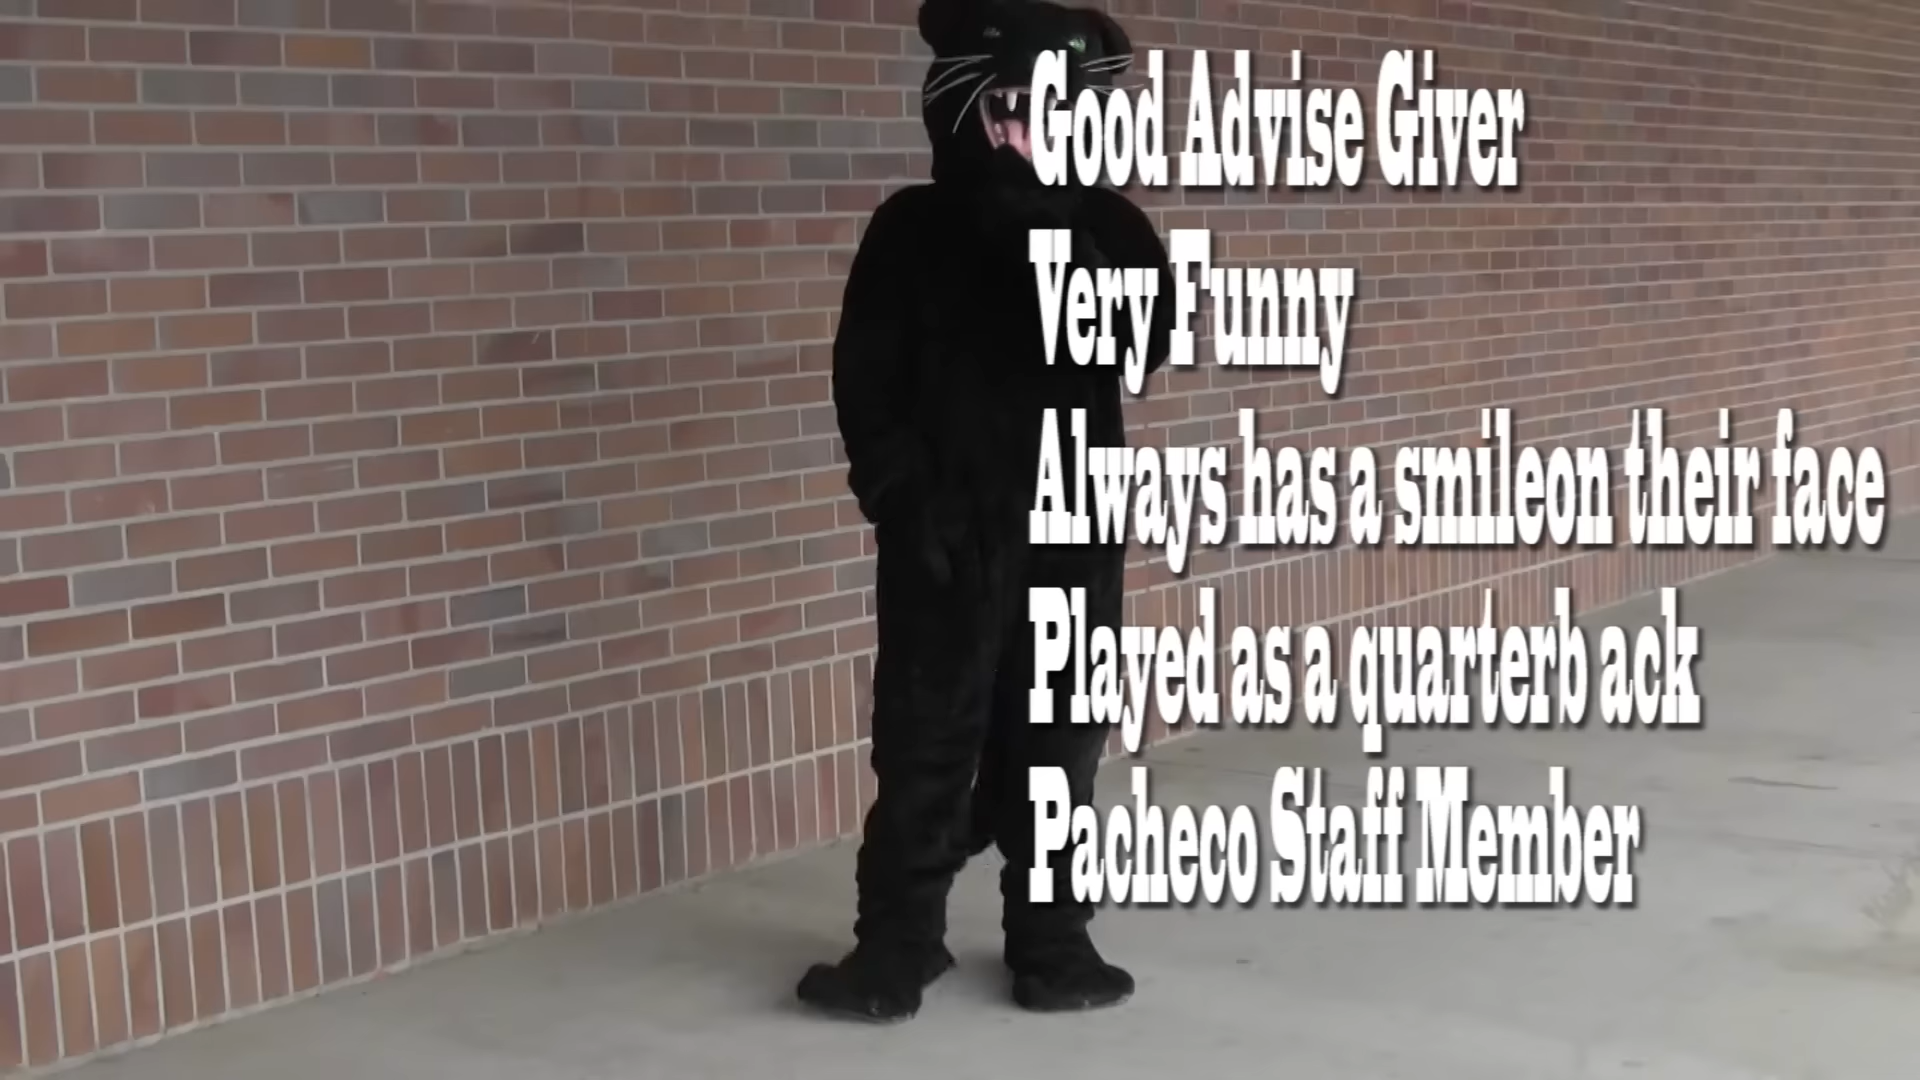 Good Advise Giver
Very Funny
Always has a smileon their face
Played as a quarterb ack
Pacheco Staff Member